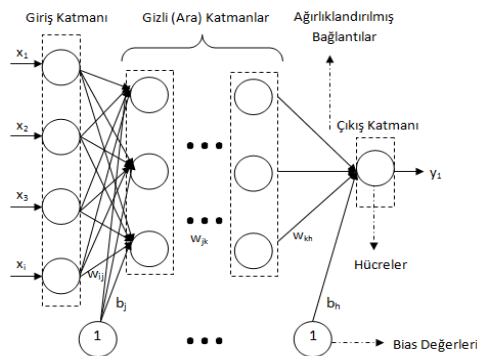 Giriş Katmanı
Gizli (Ara) Katmanlar
Ağırlıklandırılmış
Bağlantılar
x1
x2
x3
xi
Çıkış Katmanı
y1
wij
wjk
wkh
Hücreler
bj
bh
1
1
Bias Değerleri